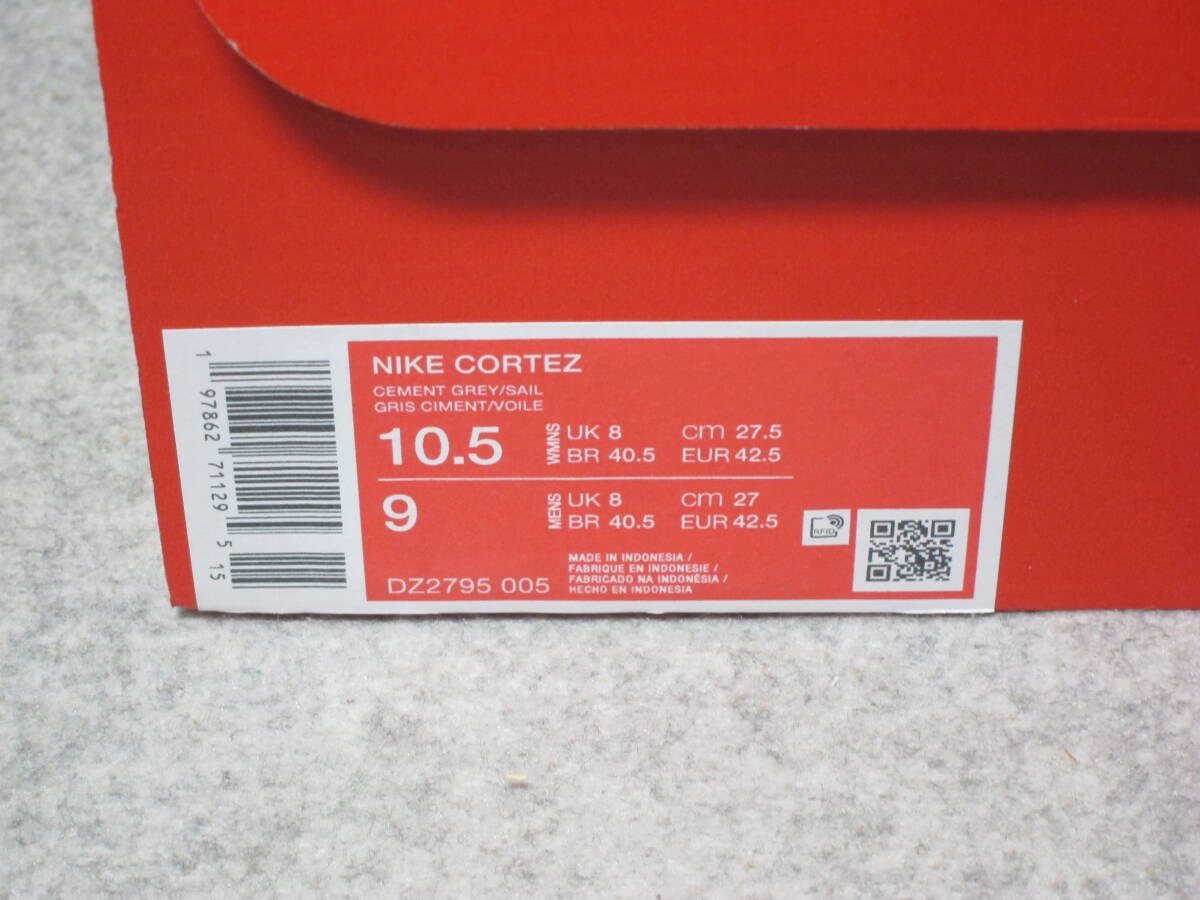 1 97862 71129 5 15
NIKE CORTEZ
CEMENT GREY/SAIL
GRIS CIMENT/VOILE
10.5 WMNS UK 8 cm 27.5
BR 40.5 EUR 42.5
9 MENS UK 8 cm 27
BR 40.5 EUR 42.5
RFID
DZ2795 005
MADE IN INDONESIA /
FABRIQUE EN INDONESIE /
FABRICADO NA INDONÉSIA /
HECHO EN INDONESIA